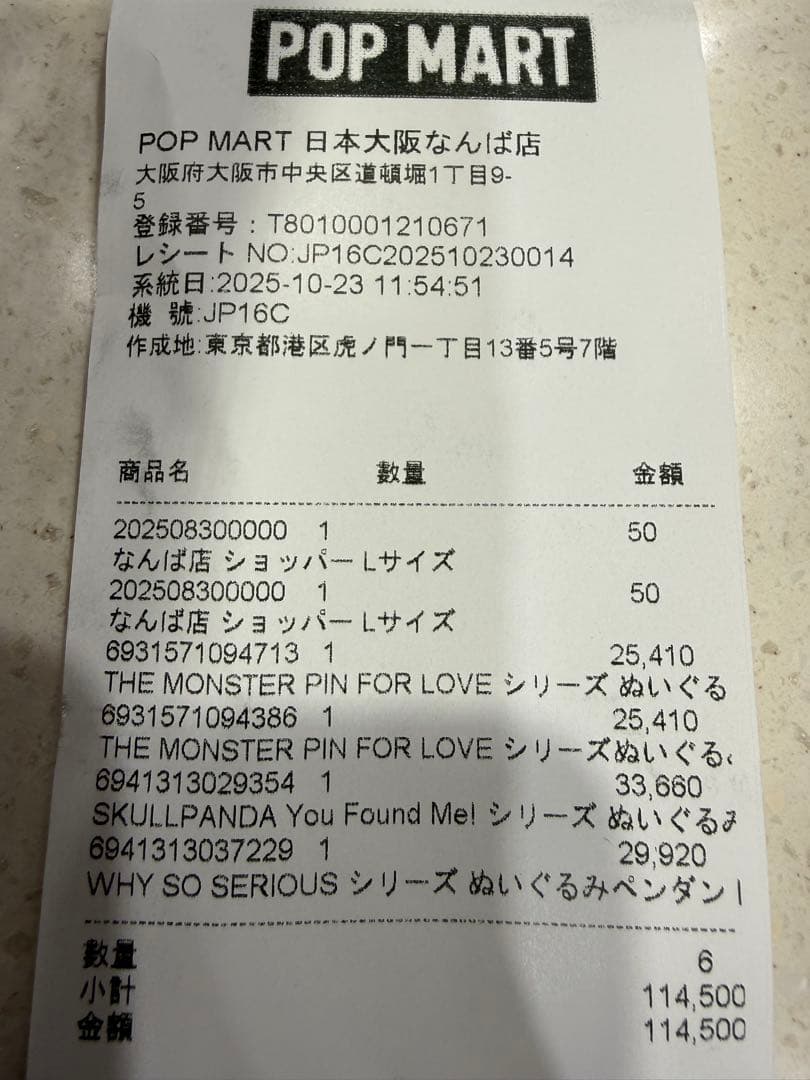 POP MART
POP MART 日本大阪なんば店
大阪府大阪市中央区道頓堀1丁目9-
5
登録番号：T8010001210671
レシート NO:JP16C202510230014
系統日:2025-10-23 11:54:51
機 號:JP16C
作成地:東京都港区虎ノ門一丁目13番5号7階
商品名 數量 金額
202508300000 1 50
なんば店 ショッパー Lサイズ
202508300000 1 50
なんば店 ショッパー Lサイズ
6931571094713 1 25,410
THE MONSTER PIN FOR LOVE シリーズ ぬいぐる
6931571094386 1 25,410
THE MONSTER PIN FOR LOVE シリーズぬいぐる
6941313029354 1 33,660
SKULLPANDA You Found Me! シリーズ ぬいぐるみ
6941313037229 1 29,920
WHY SO SERIOUS シリーズ ぬいぐるみペンダン
數量 6
小計 114,500
金額 114,500